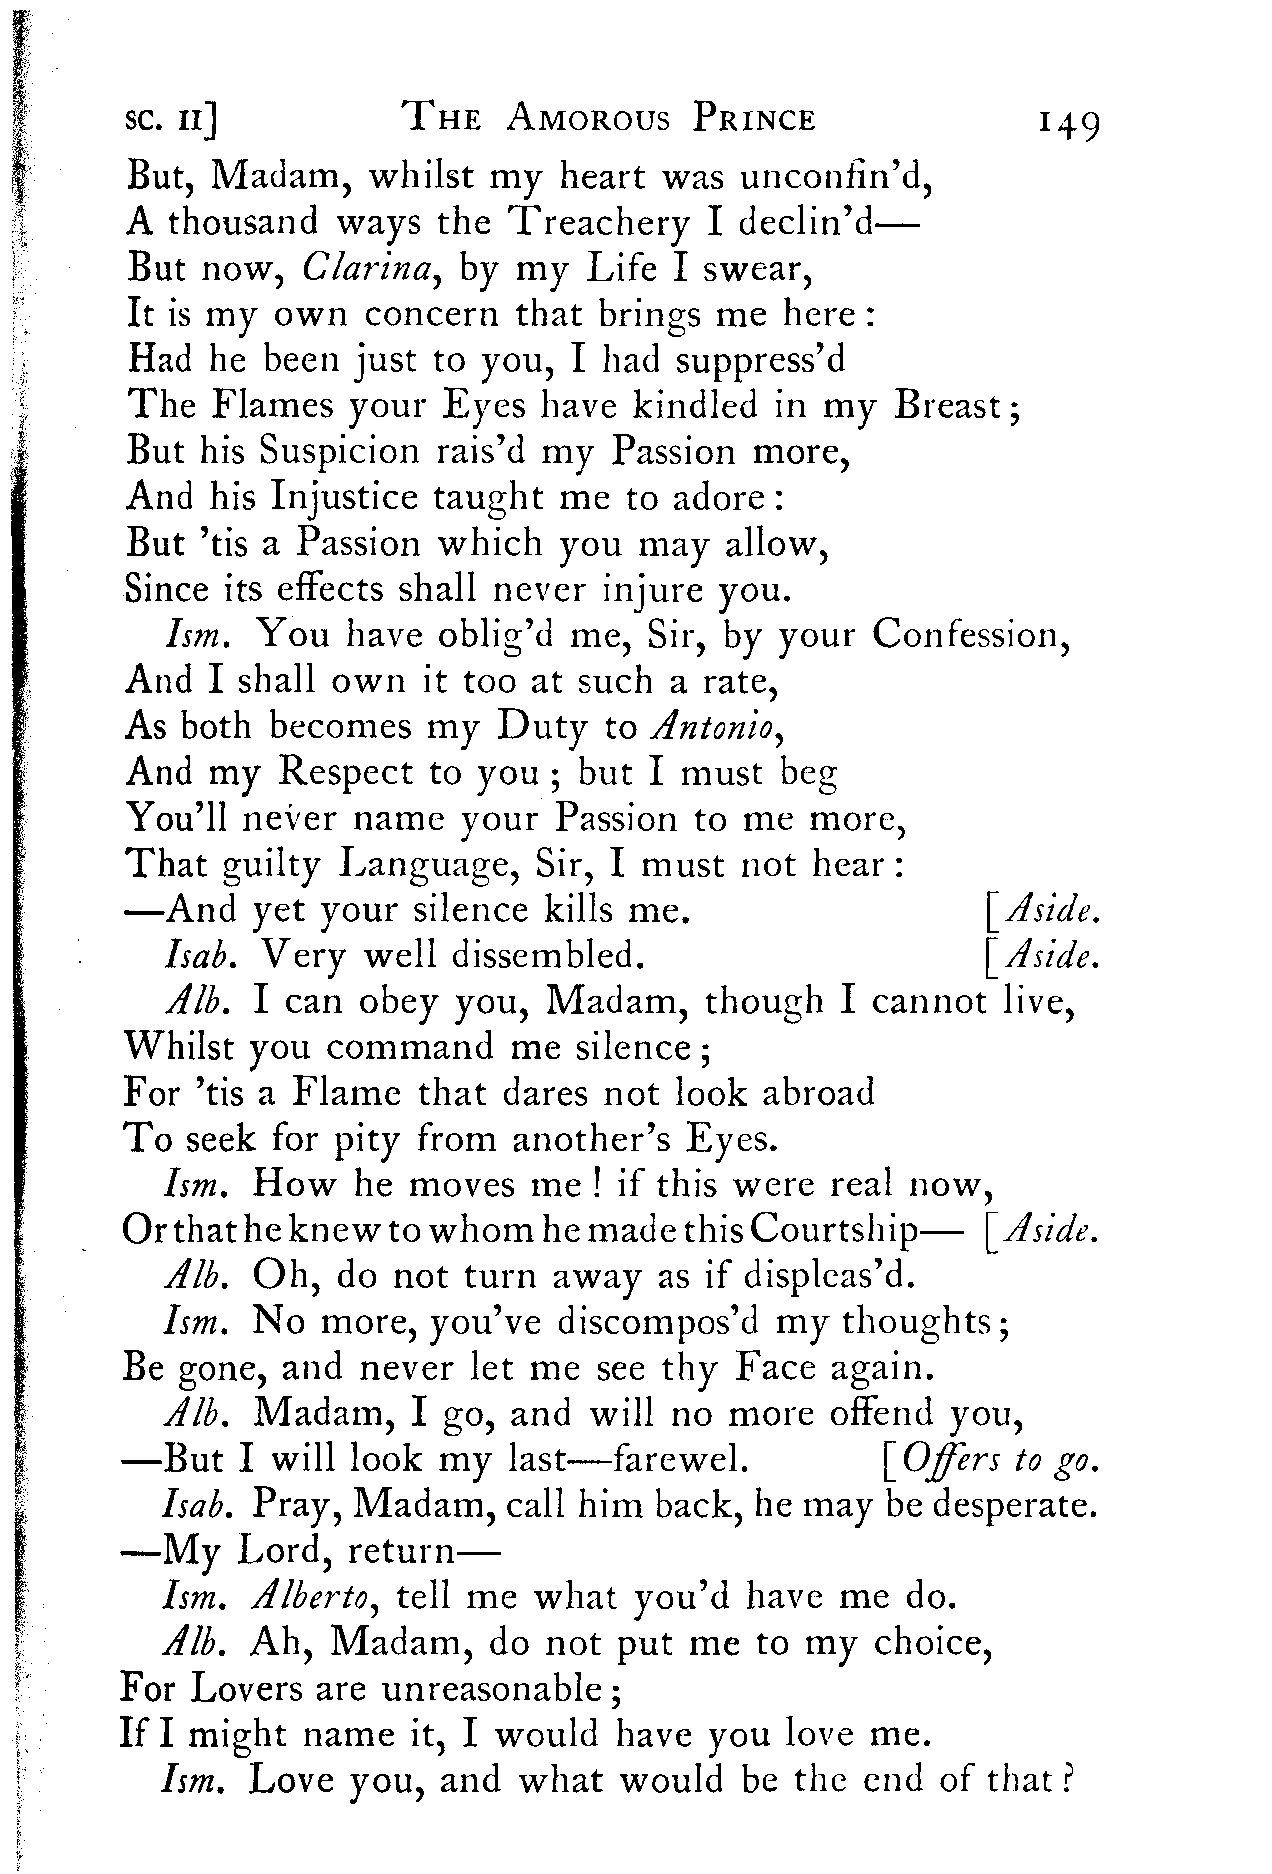 SC. II] THE AMOROUS PRINCE 149
But, Madam, whilst my heart was unconfin'd,
A thousand ways the Treachery I declin'd—
But now, Clarina, by my Life I swear,
It is my own concern that brings me here :
Had he been just to you, I had suppress'd
The Flames your Eyes have kindled in my Breast ;
But his Suspicion rais'd my Passion more,
And his Injustice taught me to adore :
But 'tis a Passion which you may allow,
Since its effects shall never injure you.
Ism. You have oblig'd me, Sir, by your Confession,
And I shall own it too at such a rate,
As both becomes my Duty to Antonio,
And my Respect to you ; but I must beg
You'll never name your Passion to me more,
That guilty Language, Sir, I must not hear :
—And yet your silence kills me. [Aside.
Isab. Very well dissembled. [Aside.
Alb. I can obey you, Madam, though I cannot live,
Whilst you command me silence ;
For 'tis a Flame that dares not look abroad
To seek for pity from another's Eyes.
Ism. How he moves me ! if this were real now,
Or that he knew to whom he made this Courtship— [Aside.
Alb. Oh, do not turn away as if displeas'd.
Ism. No more, you've discompos'd my thoughts ;
Be gone, and never let me see thy Face again.
Alb. Madam, I go, and will no more offend you,
—But I will look my last—farewel. [Offers to go.
Isab. Pray, Madam, call him back, he may be desperate.
—My Lord, return—
Ism. Alberto, tell me what you'd have me do.
Alb. Ah, Madam, do not put me to my choice,
For Lovers are unreasonable ;
If I might name it, I would have you love me.
Ism. Love you, and what would be the end of that ?